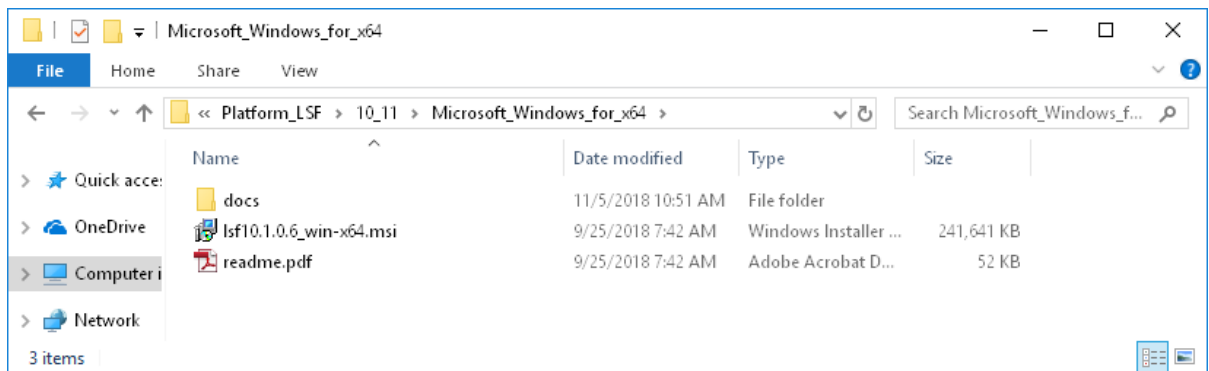 Microsoft_Windows_for_x64
File Home Share View
« Platform_LSF > 10_11 > Microsoft_Windows_for_x64 > Search Microsoft_Windows_f...
Name Date modified Type Size
Quick acce
docs 11/5/2018 10:51 AM File folder
OneDrive lsf10.1.0.6_win-x64.msi 9/25/2018 7:42 AM Windows Installer ... 241,641 KB
Computer i readme.pdf 9/25/2018 7:42 AM Adobe Acrobat D... 52 KB
Network
3 items